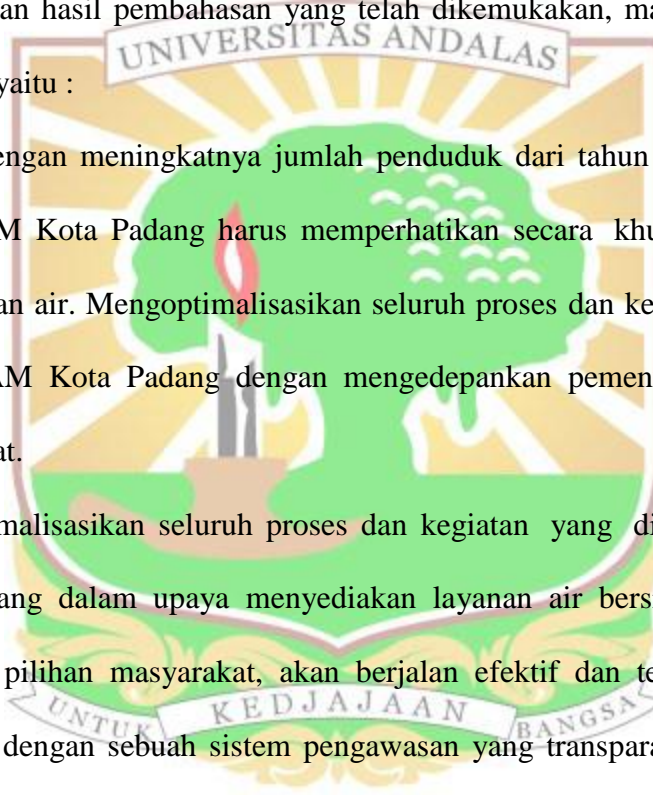 an hasil pembahasan yang telah dikemukakan, ma
UNIVERSITAS ANDALAS
yaitu :
engan meningkatnya jumlah penduduk dari tahun
M Kota Padang harus memperhatikan secara khu
an air. Mengoptimalisasikan seluruh proses dan ke
AM Kota Padang dengan mengedepankan pemen
at.
malisasikan seluruh proses dan kegiatan yang di
ang dalam upaya menyediakan layanan air bers
pilihan masyarakat, akan berjalan efektif dan te
UNTUK KEDJAJAAN BANGSA
dengan sebuah sistem pengawasan yang transpara